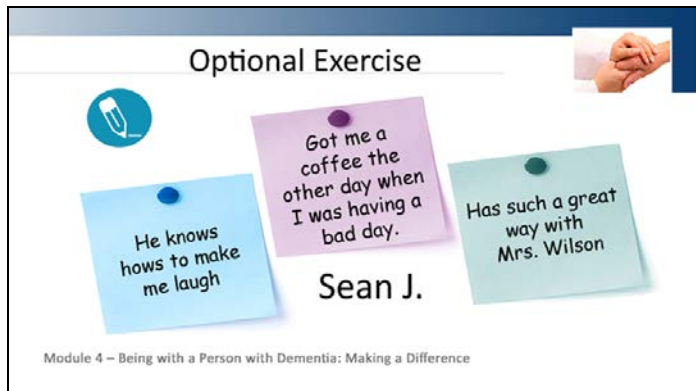 Optional Exercise
Got me a
coffee the
other day when
I was having a
bad day.
He knows
hows to make
me laugh
Has such a great
way with
Mrs. Wilson
Sean J.
Module 4 – Being with a Person with Dementia: Making a Difference